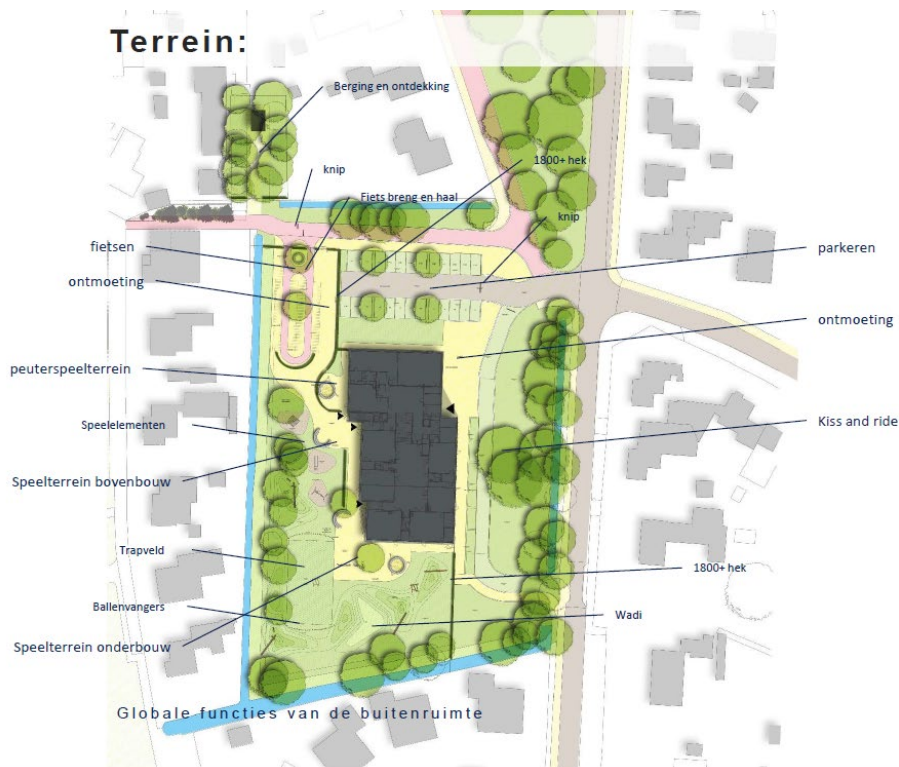 Terrein:
Berging en ontdekking
1800+ hek
knip
Fiets breng en haal
knip
fietsen
parkeren
ontmoeting
ontmoeting
peuterspeelterrein
Kiss and ride
Speelelementen
Speelterrein bovenbouw
Trapveld
1800+ hek
Ballenvangers
Wadi
Speelterrein onderbouw
Globale functies van de buitenruimte